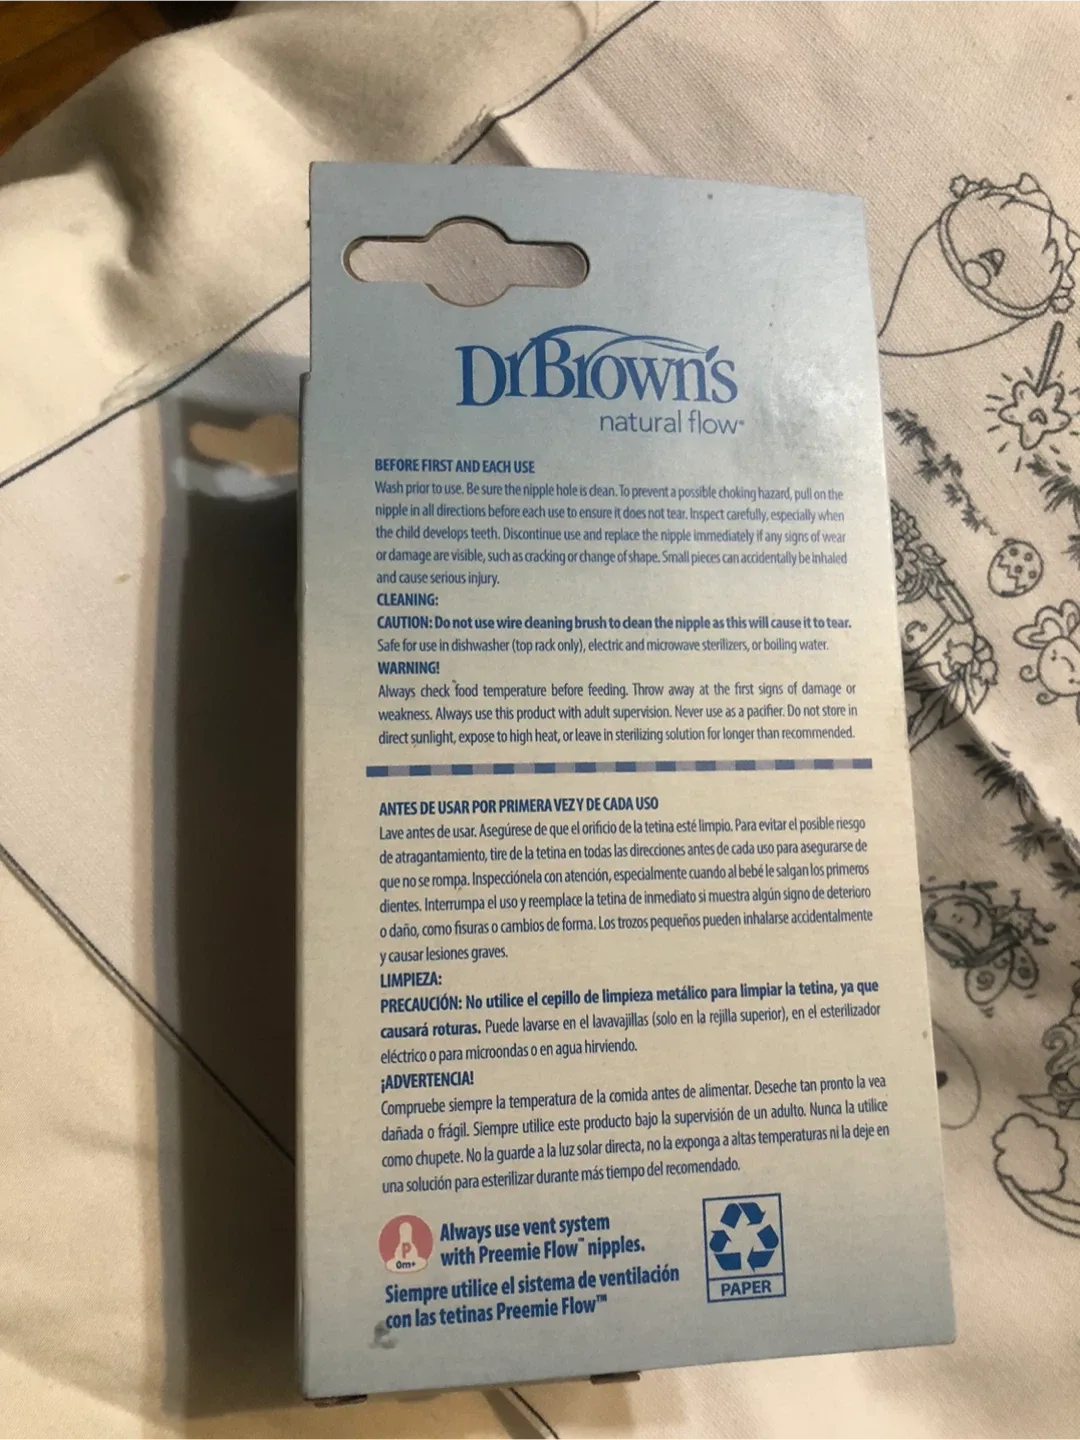 DrBrown's
natural flow®
BEFORE FIRST AND EACH USE
Wash prior to use. Be sure the nipple hole is clean. To prevent a possible choking hazard, pull on the
nipple in all directions before each use to ensure it does not tear. Inspect carefully, especially when
the child develops teeth. Discontinue use and replace the nipple immediately if any signs of wear
or damage are visible, such as cracking or change of shape. Small pieces can accidentally be inhaled
and cause serious injury.
CLEANING:
CAUTION: Do not use wire cleaning brush to clean the nipple as this will cause it to tear.
Safe for use in dishwasher (top rack only), electric and microwave sterilizers, or boiling water.
WARNING!
Always check food temperature before feeding. Throw away at the first signs of damage or
weakness. Always use this product with adult supervision. Never use as a pacifier. Do not store in
direct sunlight, expose to high heat, or leave in sterilizing solution for longer than recommended.
ANTES DE USAR POR PRIMERA VEZ Y DE CADA USO
Lave antes de usar. Asegúrese de que el orificio de la tetina esté limpio. Para evitar el posible riesgo
de atragantamiento, tire de la tetina en todas las direcciones antes de cada uso para asegurarse de
que no se rompa. Inspecciónela con atención, especialmente cuando al bebé le salgan los primeros
dientes. Interrumpa el uso y reemplace la tetina de inmediato si muestra algún signo de deterioro
o daño, como fisuras o cambios de forma. Los trozos pequeños pueden inhalarse accidentalmente
y causar lesiones graves.
LIMPIEZA:
PRECAUCIÓN: No utilice el cepillo de limpieza metálico para limpiar la tetina, ya que
causará roturas. Puede lavarse en el lavavajillas (solo en la rejilla superior), en el esterilizador
eléctrico o para microondas o en agua hirviendo.
¡ADVERTENCIA!
Compruebe siempre la temperatura de la comida antes de alimentar. Deseche tan pronto la vea
dañada o frágil. Siempre utilice este producto bajo la supervisión de un adulto. Nunca la utilice
como chupete. No la guarde a la luz solar directa, no la exponga a altas temperaturas ni la deje en
una solución para esterilizar durante más tiempo del recomendado.
P
0m+
Always use vent system
with Preemie Flow™ nipples.
Siempre utilice el sistema de ventilación
con las tetinas Preemie Flow™
PAPER